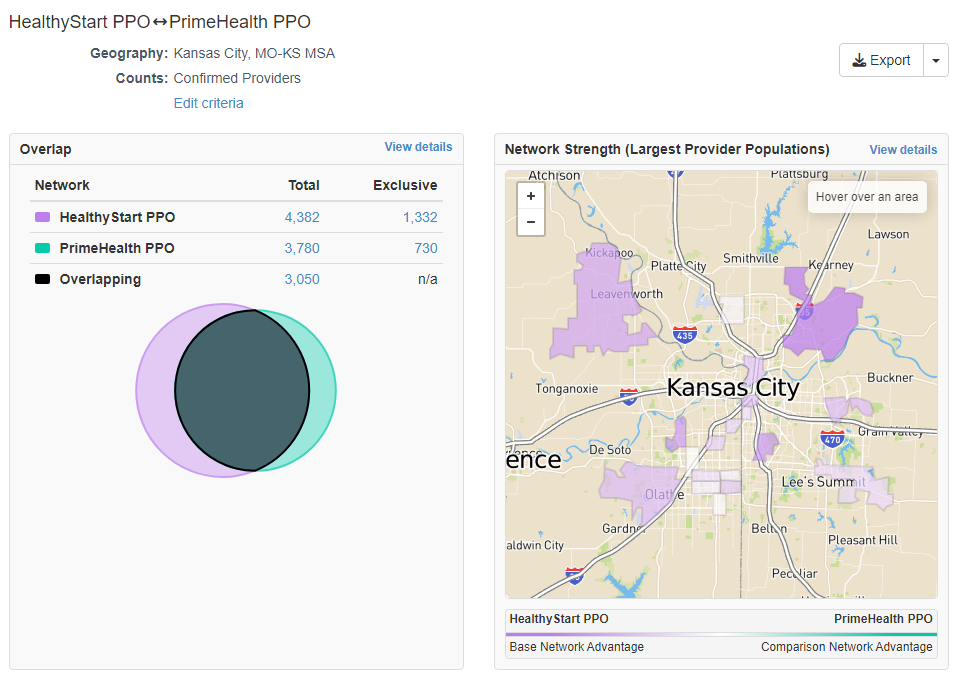 HealthyStart PPO↔PrimeHealth PPO
Geography: Kansas City, MO-KS MSA
Counts: Confirmed Providers
Edit criteria
Export
Overlap
View details
Network Total Exclusive
HealthyStart PPO 4,382 1,332
PrimeHealth PPO 3,780 730
Overlapping 3,050 n/a
Network Strength (Largest Provider Populations)
View details
+
−
Hover over an area
Atchison
Plattsburg
Lawson
Kickapoo
Platte City
Smithville
Kearney
Leavenworth
435
35
Tonganoxie
Kansas City
Buckner
470
Grain Valley
ence
De Soto
Lee's Summit
Olathe
Gardner
Belton
Pleasant Hill
aldwin City
Peculiar
HealthyStart PPO
PrimeHealth PPO
Base Network Advantage
Comparison Network Advantage